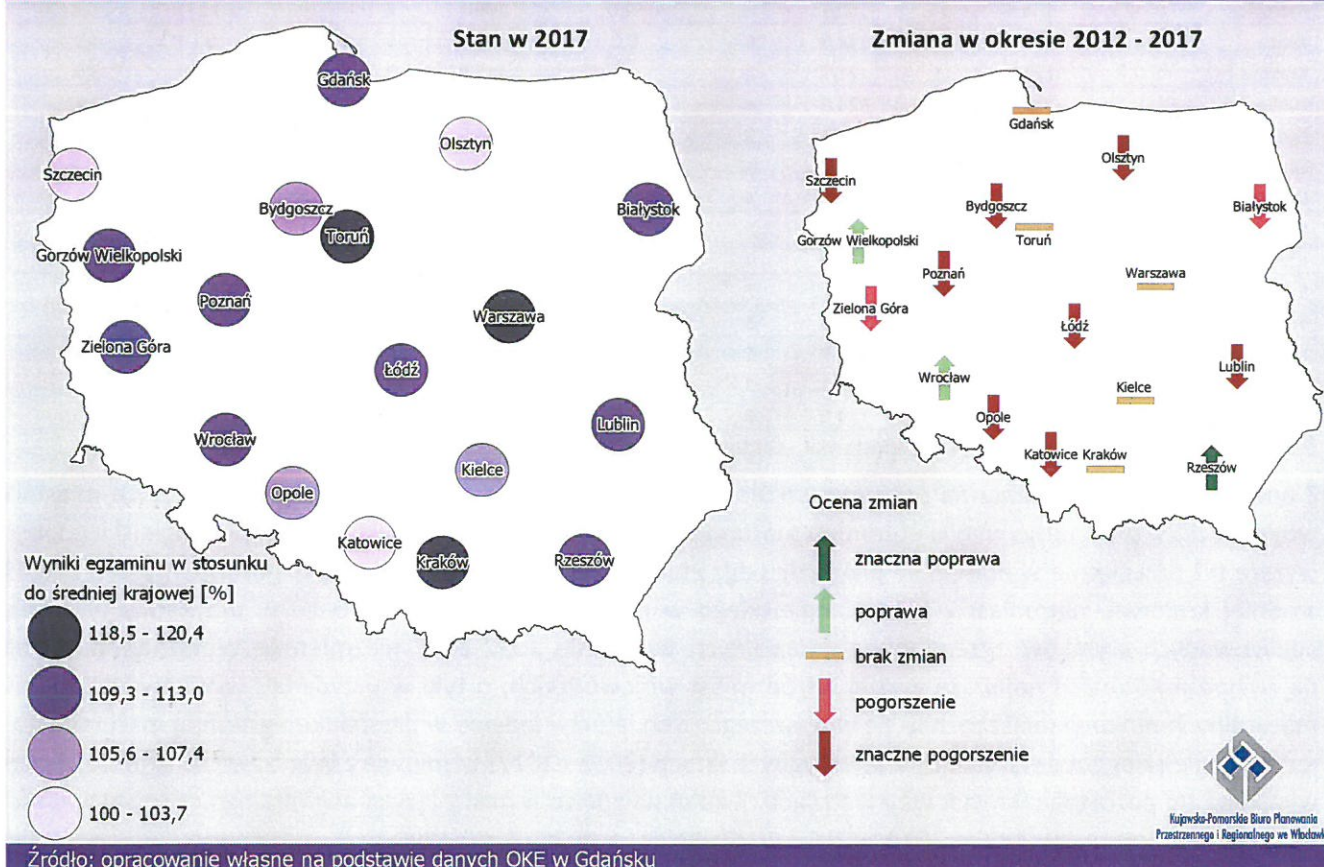 Stan w 2017
Gdańsk
Olsztyn
Szczecin
Bydgoszcz
Białystok
Toruń
Gorzów Wielkopolski
Poznań
Warszawa
Zielona Góra
Łódź
Lublin
Wrocław
Kielce
Opole
Katowice
Kraków
Rzeszów
Wyniki egzaminu w stosunku
do średniej krajowej [%]
118,5 - 120,4
109,3 - 113,0
105,6 - 107,4
100 - 103,7
Zmiana w okresie 2012 - 2017
Gdańsk
Olsztyn
Szczecin
Bydgoszcz
Białystok
Toruń
Gorzów Wielkopolski
Poznań
Warszawa
Zielona Góra
Łódź
Lublin
Wrocław
Kielce
Opole
Katowice
Kraków
Rzeszów
Ocena zmian
znaczna poprawa
poprawa
brak zmian
pogorszenie
znaczne pogorszenie
Kujawsko-Pomorskie Biuro Planowania
Przestrzennego i Regionalnego we Włocławku
Źródło: opracowanie własne na podstawie danych OKE w Gdańsku